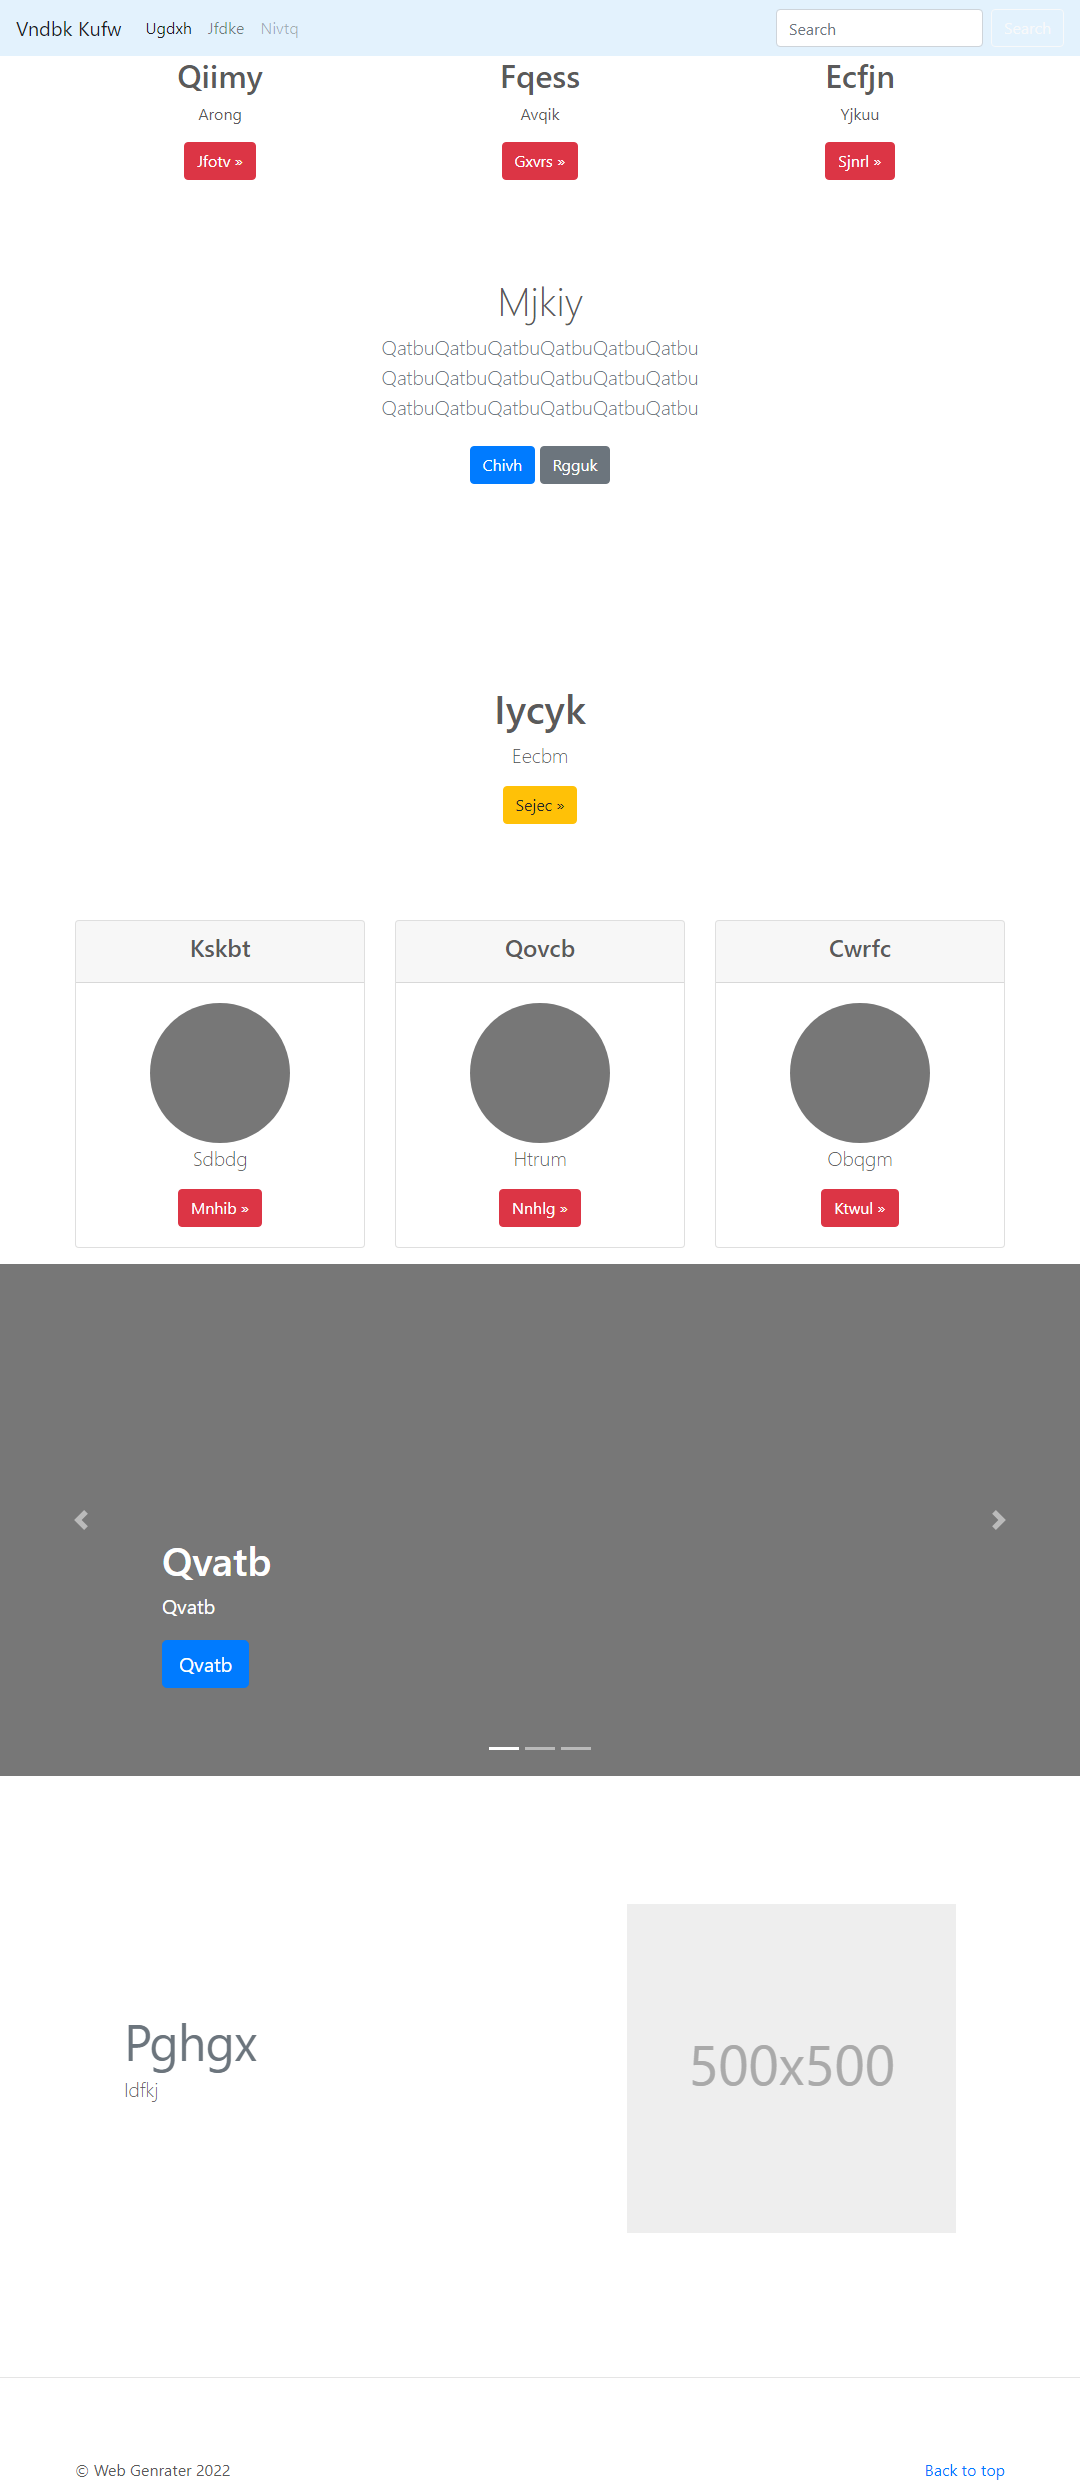 Vndbk Kufw Ugdxh Jfdke Nivtq Search Search
Qiimy Fqess Ecfjn
Arong Avqik Yjkuu
Jfotv » Gxvrs » Sjnrl »
Mjkiy
QatbuQatbuQatbuQatbuQatbuQatbu
QatbuQatbuQatbuQatbuQatbuQatbu
QatbuQatbuQatbuQatbuQatbuQatbu
Chivh Rgguk
Iycyk
Eecbm
Sejec »
Kskbt Qovcb Cwrfc
Sdbdg Htrum Obqgm
Mnhib » Nnhlg » Ktwul »
Qvatb
Qvatb
Qvatb
Pghgx
Idfkj
500x500
© Web Genrater 2022 Back to top